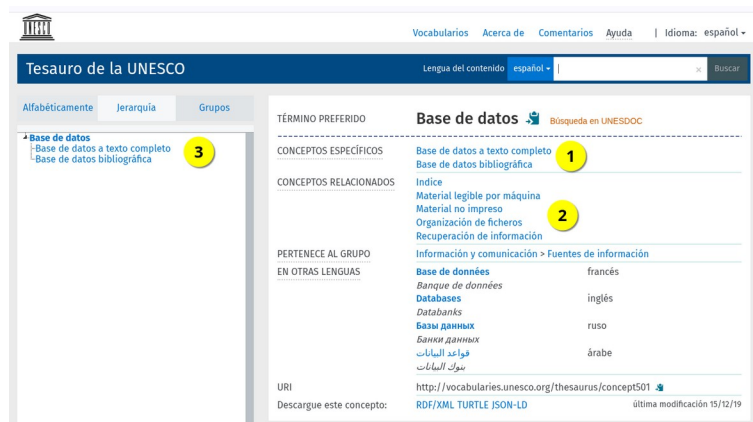 Vocabularios Acerca de Comentarios Ayuda | Idioma: español
Tesauro de la UNESCO
Lengua del contenido español × Buscar
Alfabéticamente Jerarquía Grupos
Base de datos
Base de datos a texto completo
Base de datos bibliográfica
3
TÉRMINO PREFERIDO Base de datos Búsqueda en UNESDOC
CONCEPTOS ESPECÍFICOS Base de datos a texto completo
Base de datos bibliográfica
1
CONCEPTOS RELACIONADOS Indice
Material legible por máquina
Material no impreso
Organización de ficheros
Recuperación de información
2
PERTENECE AL GRUPO Información y comunicación > Fuentes de información
EN OTRAS LENGUAS Base de données francés
Banque de données
Databases inglés
Databanks
Базы данных ruso
Банки данных
قواعد البيانات árabe
بنوك البيانات
URI http://vocabularies.unesco.org/thesaurus/concept501
Descargue este concepto: RDF/XML TURTLE JSON-LD última modificación 15/12/19